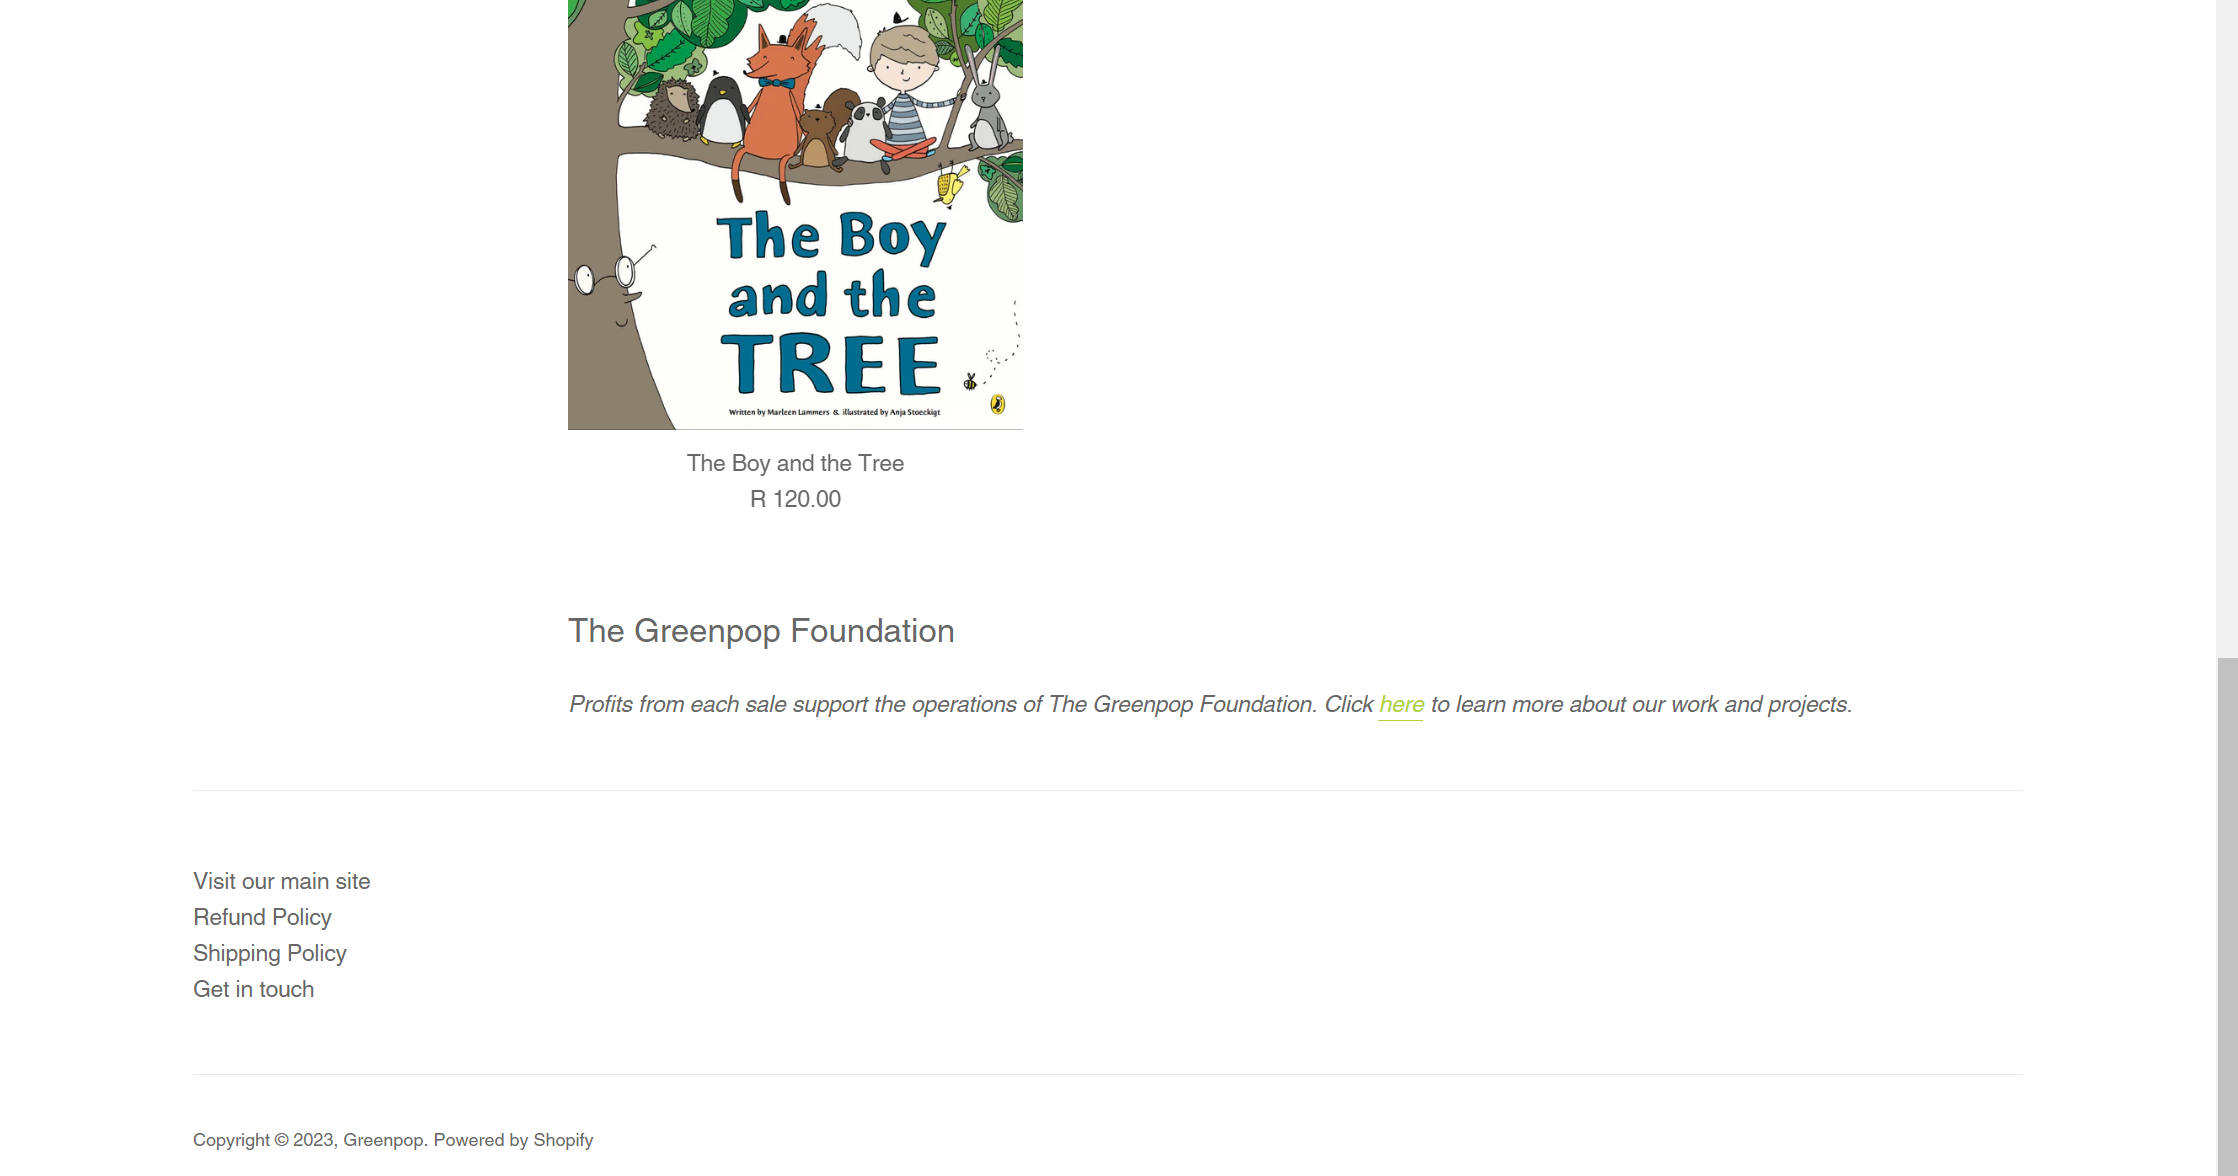 The Boy
and the
TREE
Written by Marleen Lammers & illustrated by Anja Stoeckigt
The Boy and the Tree
R 120.00
The Greenpop Foundation
Profits from each sale support the operations of The Greenpop Foundation. Click here to learn more about our work and projects.
Visit our main site
Refund Policy
Shipping Policy
Get in touch
Copyright © 2023, Greenpop. Powered by Shopify